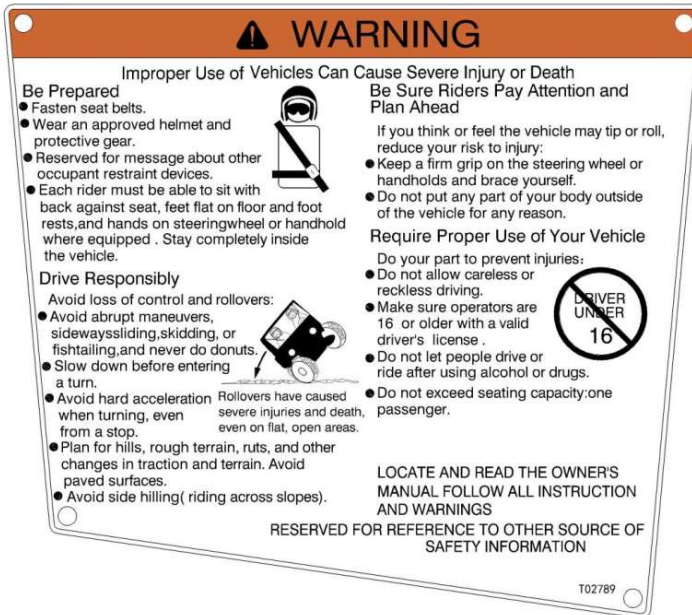 WARNING
Improper Use of Vehicles Can Cause Severe Injury or Death
Be Prepared
Fasten seat belts.
Wear an approved helmet and
protective gear.
Reserved for message about other
occupant restraint devices.
Each rider must be able to sit with
back against seat, feet flat on floor and foot
rests,and hands on steeringwheel or handhold
where equipped . Stay completely inside
the vehicle.
Drive Responsibly
Avoid loss of control and rollovers:
Avoid abrupt maneuvers,
sidewayssliding,skidding, or
fishtailing,and never do donuts.
Slow down before entering
a turn.
Avoid hard acceleration
when turning, even
from a stop.
Rollovers have caused
severe injuries and death,
even on flat, open areas.
Plan for hills, rough terrain, ruts, and other
changes in traction and terrain. Avoid
paved surfaces.
Avoid side hilling( riding across slopes).
Be Sure Riders Pay Attention and
Plan Ahead
If you think or feel the vehicle may tip or roll,
reduce your risk to injury:
Keep a firm grip on the steering wheel or
handholds and brace yourself.
Do not put any part of your body outside
of the vehicle for any reason.
Require Proper Use of Your Vehicle
Do your part to prevent injuries:
Do not allow careless or
reckless driving.
Make sure operators are
16 or older with a valid
driver's license .
Do not let people drive or
ride after using alcohol or drugs.
Do not exceed seating capacity:one
passenger.
DRIVER
UNDER
16
LOCATE AND READ THE OWNER'S
MANUAL FOLLOW ALL INSTRUCTION
AND WARNINGS
RESERVED FOR REFERENCE TO OTHER SOURCE OF
SAFETY INFORMATION
T02789